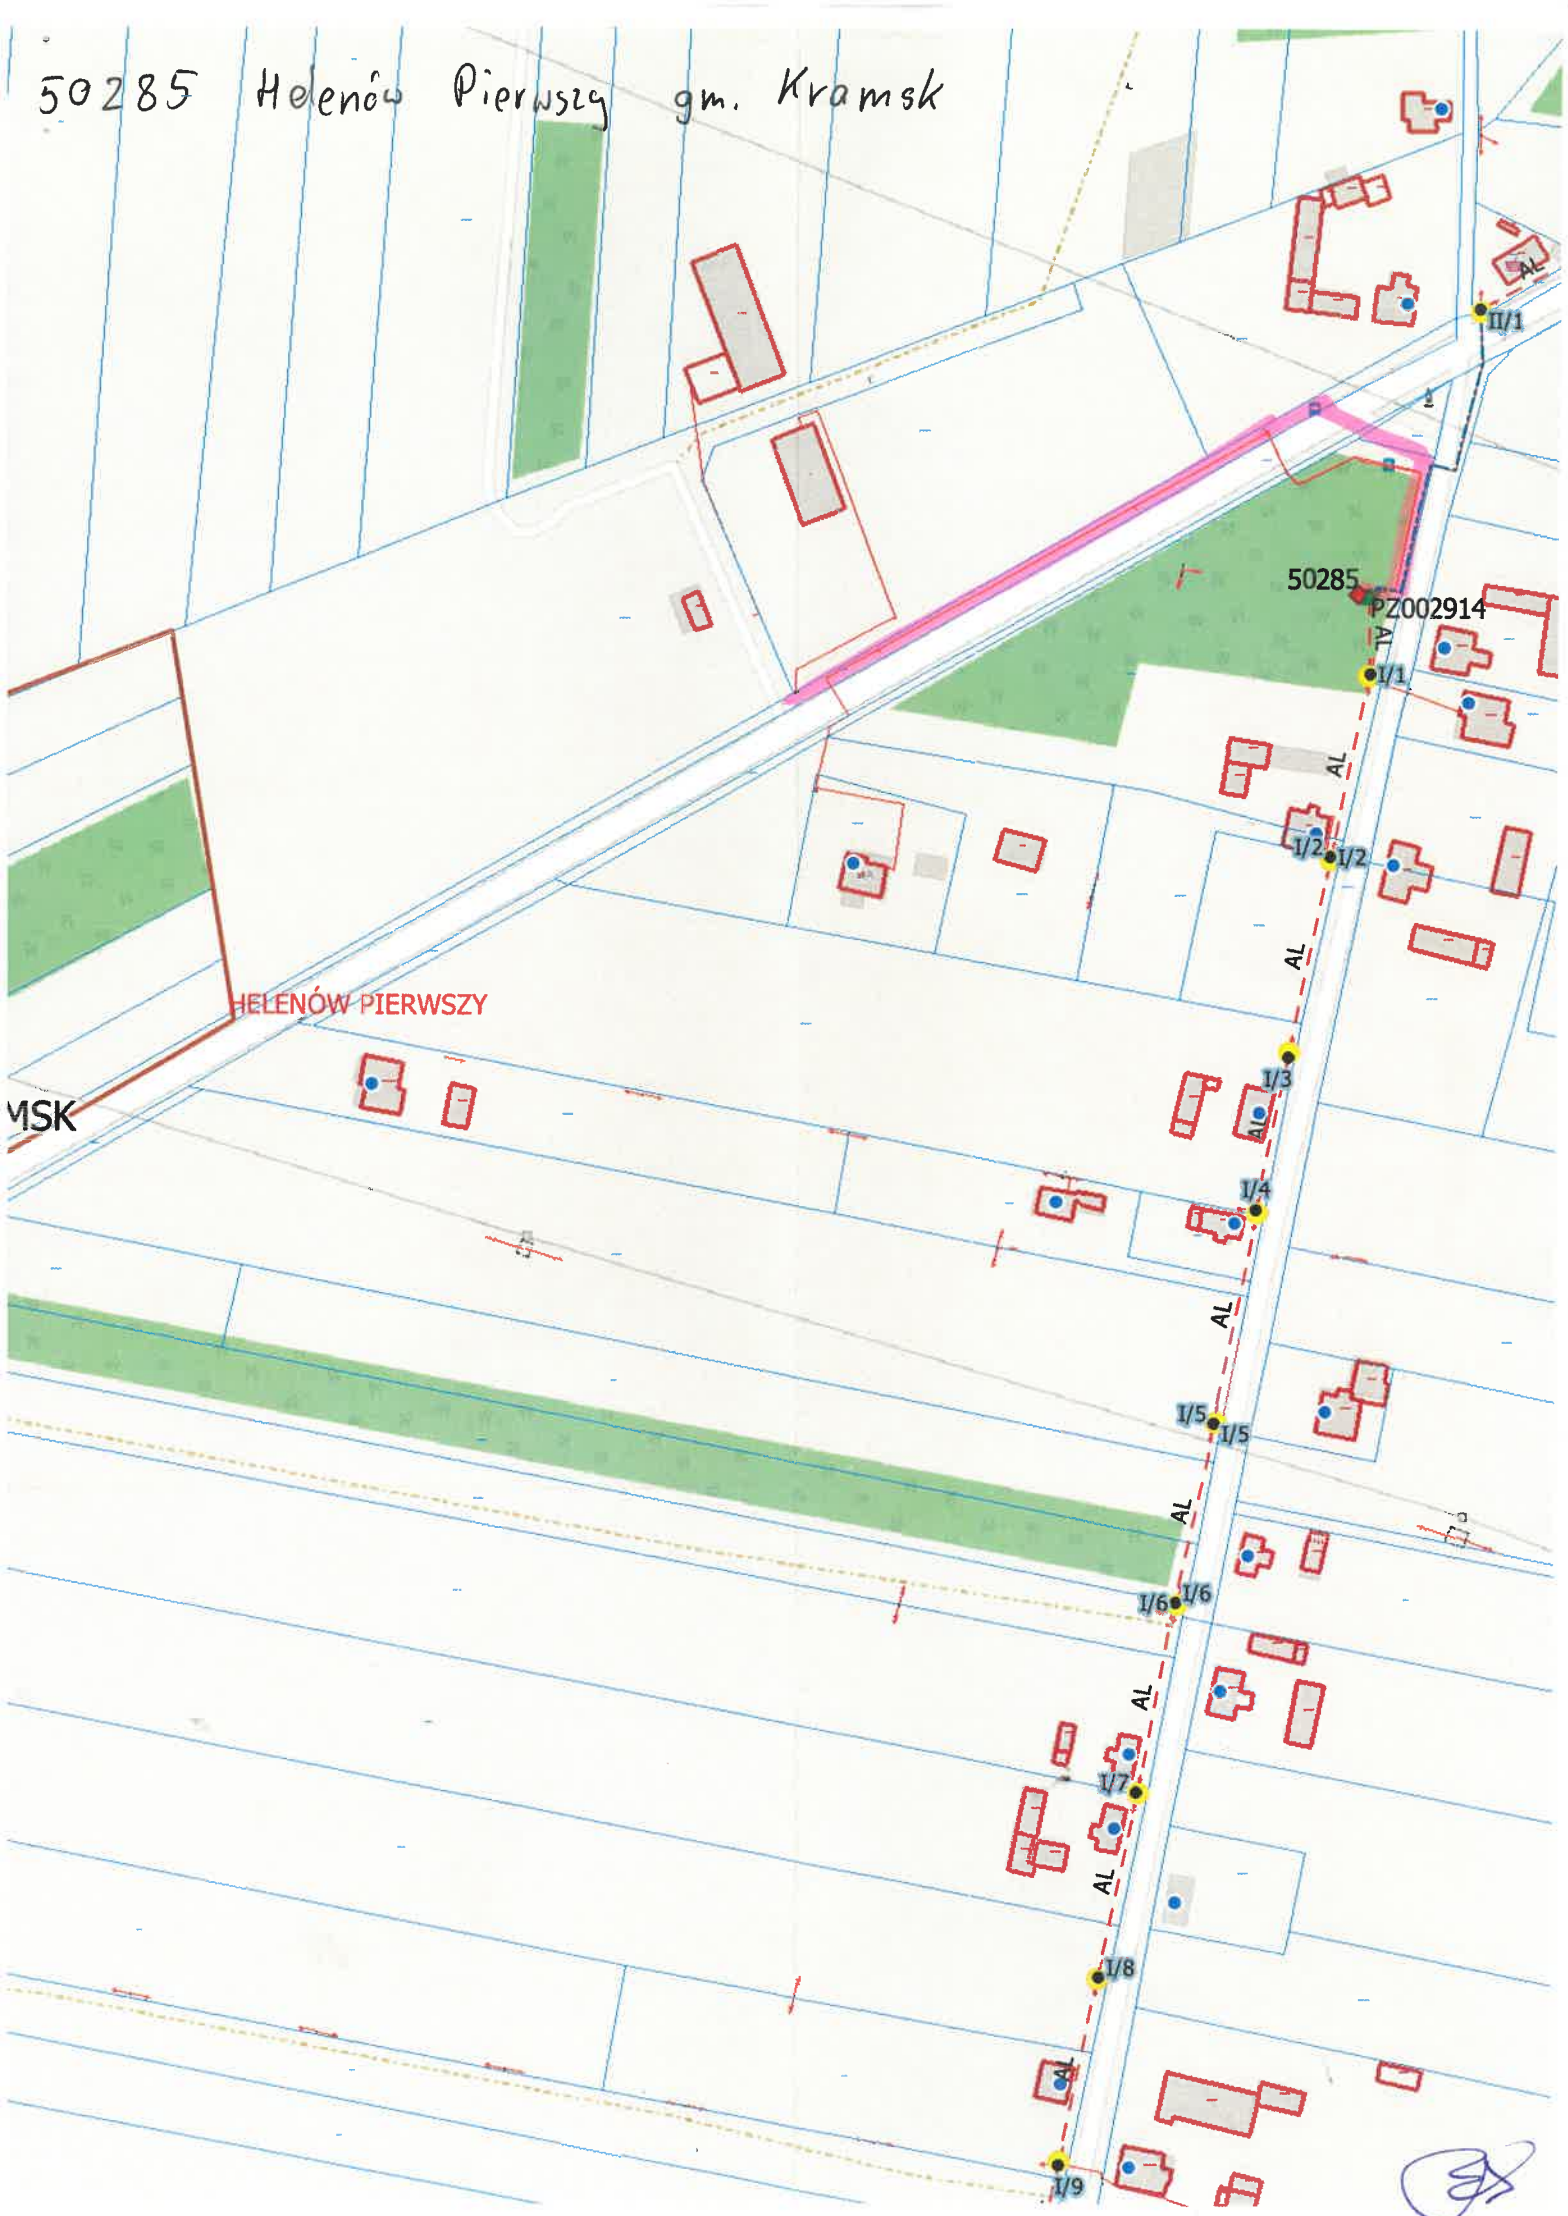 50285 Helenów Pierwszy gm. Kramsk
AL
II/1
50285
PZ002914
AL
I/1
AL
I/2 I/2
AL
HELENÓW PIERWSZY
I/3
MSK
AL
I/4
AL
I/5
I/5
AL
I/6 I/6
AL
I/7
AL
I/8
AL
I/9